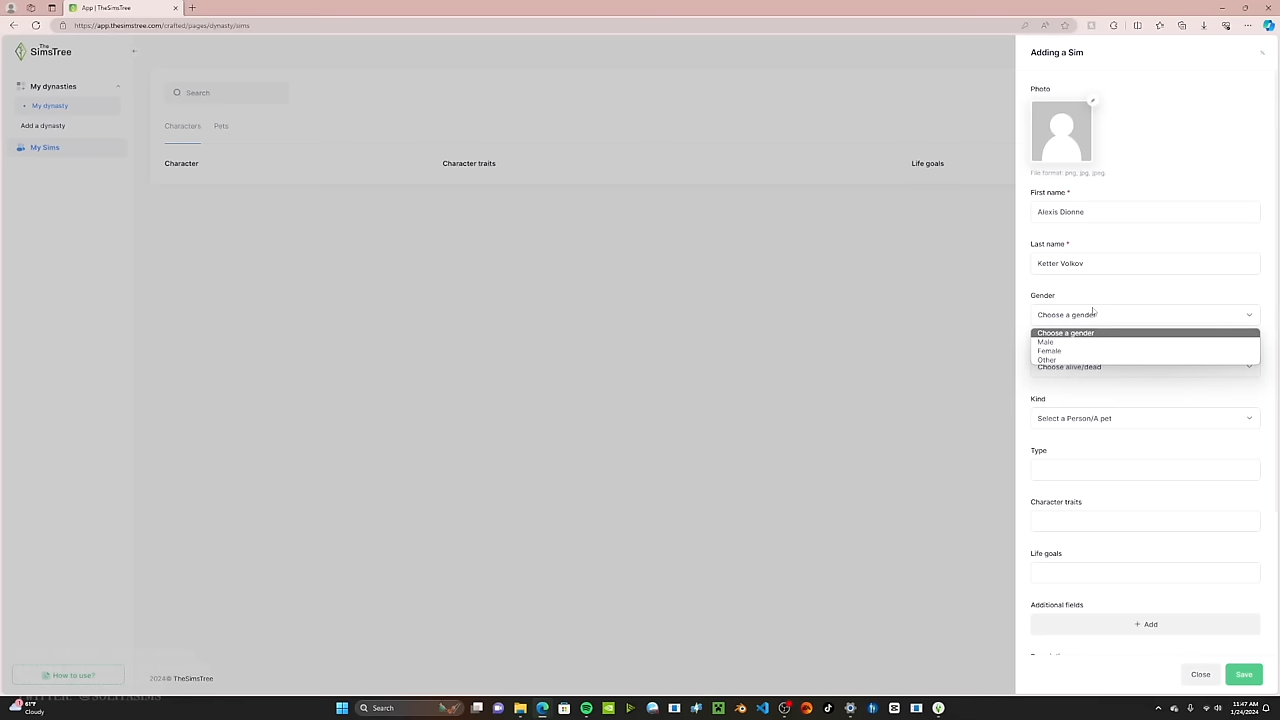 App | TheSimsTree
https://app.thesimstree.com/crafted/pages/dynasty/sims
The
SimsTree
My dynasties
My dynasty
Add a dynasty
My Sims
Search
Characters Pets
Character Character traits Life goals
Adding a Sim
Photo
File format: png, jpg, jpeg.
First name *
Alexis Dionne
Last name *
Ketter Volkov
Gender
Choose a gender
Choose a gender
Male
Female
Other
Choose alive/dead
Kind
Select a Person/A pet
Type
Character traits
Life goals
Additional fields
+ Add
Close Save
How to use?
2024© TheSimsTree
TWITTER: @SOLITASIMS
61°F
Cloudy
Search
11:47 AM
1/24/2024